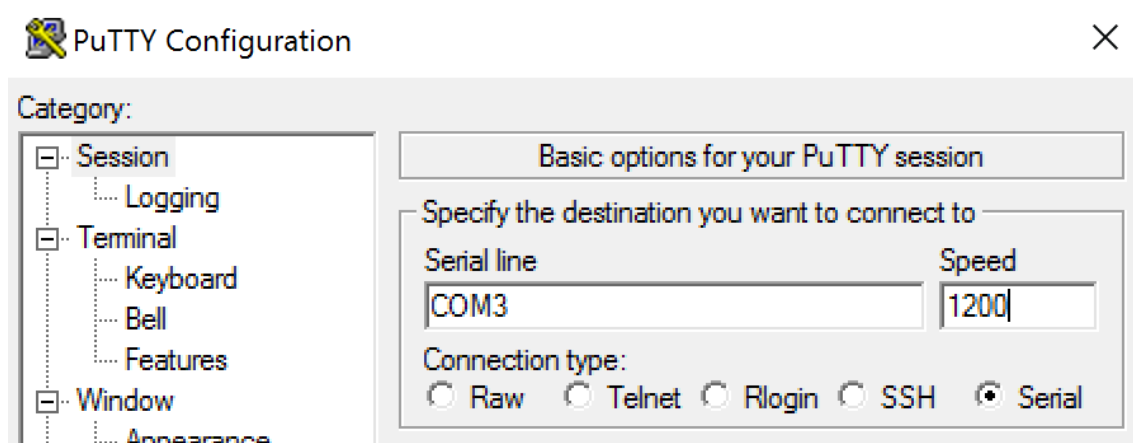 PuTTY Configuration
Category:
Session
Logging
Terminal
Keyboard
Bell
Features
Window
Appearance
Basic options for your PuTTY session
Specify the destination you want to connect to
Serial line Speed
COM3 1200
Connection type:
Raw Telnet Rlogin SSH Serial